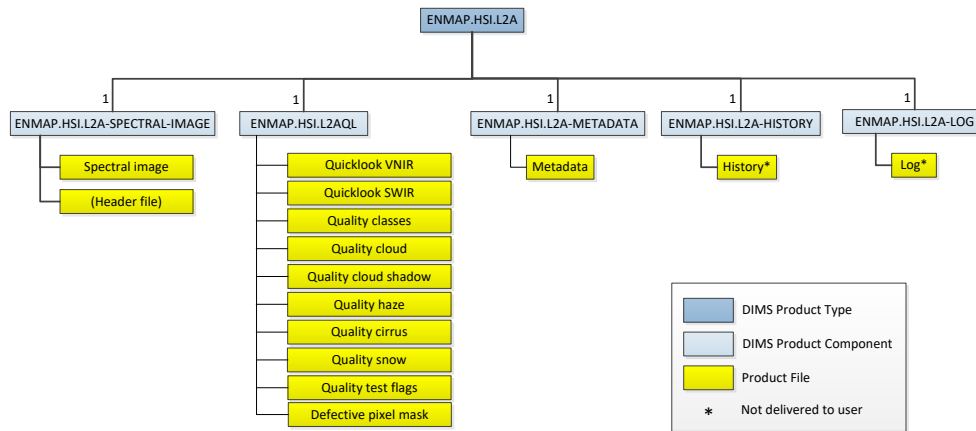 ENMAP.HSI.L2A
1 1 1 1 1
ENMAP.HSI.L2A-SPECTRAL-IMAGE ENMAP.HSI.L2AQL ENMAP.HSI.L2A-METADATA ENMAP.HSI.L2A-HISTORY ENMAP.HSI.L2A-LOG
Spectral image
(Header file)
Quicklook VNIR
Quicklook SWIR
Quality classes
Quality cloud
Quality cloud shadow
Quality haze
Quality cirrus
Quality snow
Quality test flags
Defective pixel mask
Metadata
History*
Log*
DIMS Product Type
DIMS Product Component
Product File
* Not delivered to user